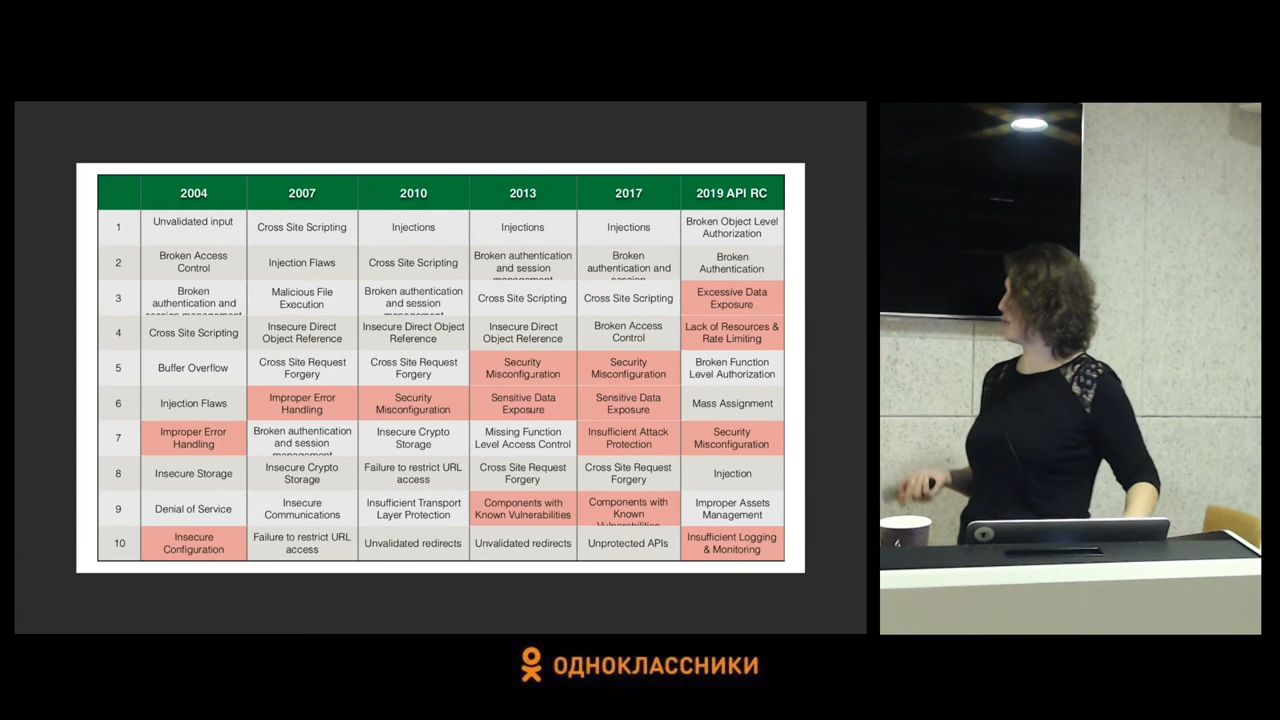 2004 2007 2010 2013 2017 2019 API RC
1 Unvalidated input Cross Site Scripting Injections Injections Injections Broken Object Level Authorization
2 Broken Access Control Injection Flaws Cross Site Scripting Broken authentication and session management Broken authentication and session Broken Authentication
3 Broken authentication and session management Malicious File Execution Broken authentication and session management Cross Site Scripting Cross Site Scripting Excessive Data Exposure
4 Cross Site Scripting Insecure Direct Object Reference Insecure Direct Object Reference Insecure Direct Object Reference Broken Access Control Lack of Resources & Rate Limiting
5 Buffer Overflow Cross Site Request Forgery Cross Site Request Forgery Security Misconfiguration Security Misconfiguration Broken Function Level Authorization
6 Injection Flaws Improper Error Handling Security Misconfiguration Sensitive Data Exposure Sensitive Data Exposure Mass Assignment
7 Improper Error Handling Broken authentication and session management Insecure Crypto Storage Missing Function Level Access Control Insufficient Attack Protection Security Misconfiguration
8 Insecure Storage Insecure Crypto Storage Failure to restrict URL access Cross Site Request Forgery Cross Site Request Forgery Injection
9 Denial of Service Insecure Communications Insufficient Transport Layer Protection Components with Known Vulnerabilities Components with Known Vulnerabilities Improper Assets Management
10 Insecure Configuration Failure to restrict URL access Unvalidated redirects Unvalidated redirects Unprotected APIs Insufficient Logging & Monitoring
ОДНОКЛАССНИКИ